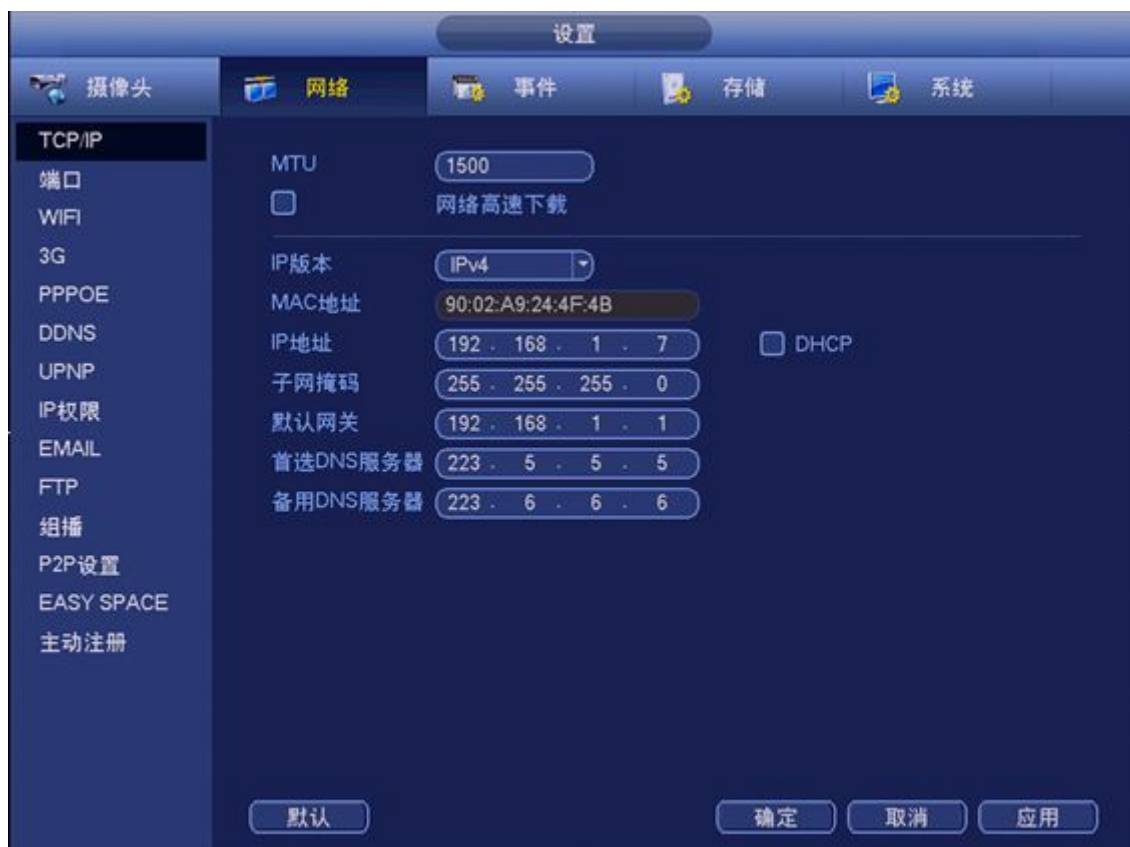 设置
摄像头 网络 事件 存储 系统
TCP/IP
端口
WIFI
3G
PPPOE
DDNS
UPNP
IP权限
EMAIL
FTP
组播
P2P设置
EASY SPACE
主动注册
MTU 1500
网络高速下载
IP版本 IPv4
MAC地址 90:02:A9:24:4F:4B
IP地址 192 . 168 . 1 . 7 DHCP
子网掩码 255 . 255 . 255 . 0
默认网关 192 . 168 . 1 . 1
首选DNS服务器 223 . 5 . 5 . 5
备用DNS服务器 223 . 6 . 6 . 6
默认 确定 取消 应用